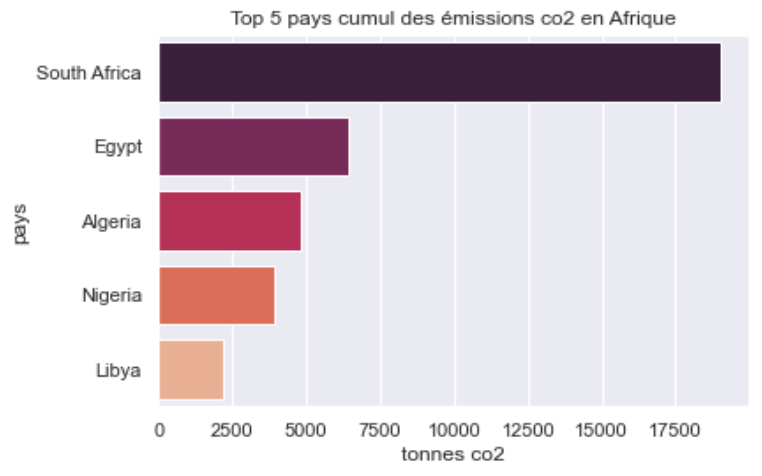 Top 5 pays cumul des émissions co2 en Afrique
pays
South Africa
Egypt
Algeria
Nigeria
Libya
0 2500 5000 7500 10000 12500 15000 17500
tonnes co2